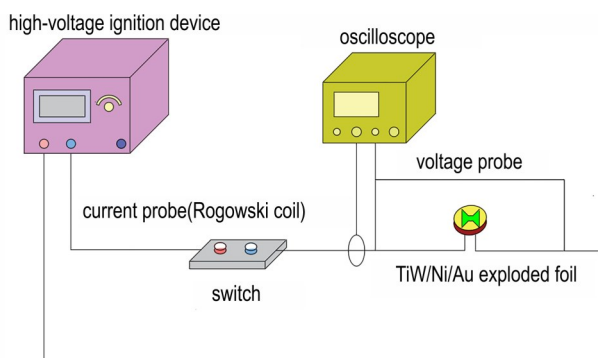 high-voltage ignition device
oscilloscope
voltage probe
current probe(Rogowski coil)
TiW/Ni/Au exploded foil
switch